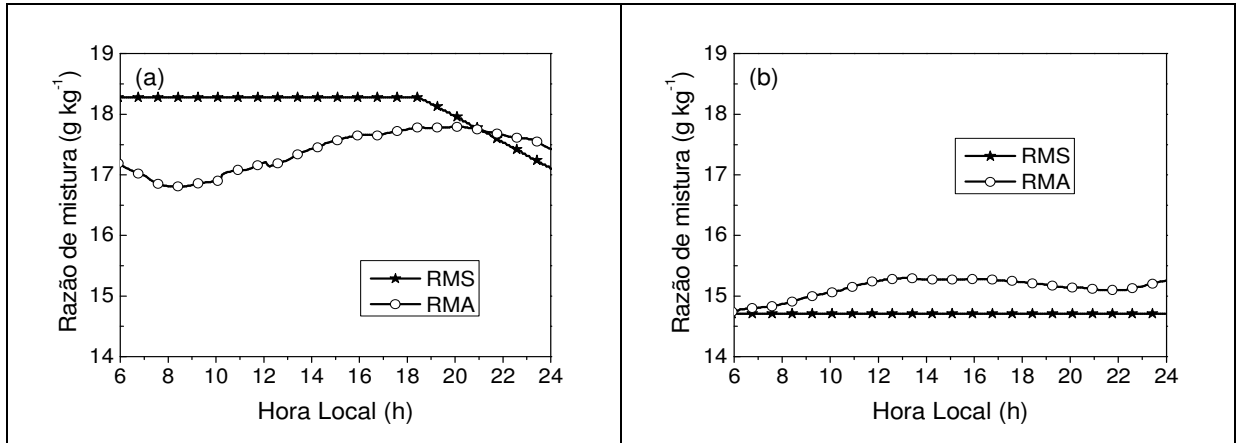 (a)
Razão de mistura (g kg⁻¹)
19
18
17
16
15
14
RMS
RMA
6 8 10 12 14 16 18 20 22 24
Hora Local (h)
(b)
Razão de mistura (g kg⁻¹)
19
18
17
16
15
14
RMS
RMA
6 8 10 12 14 16 18 20 22 24
Hora Local (h)